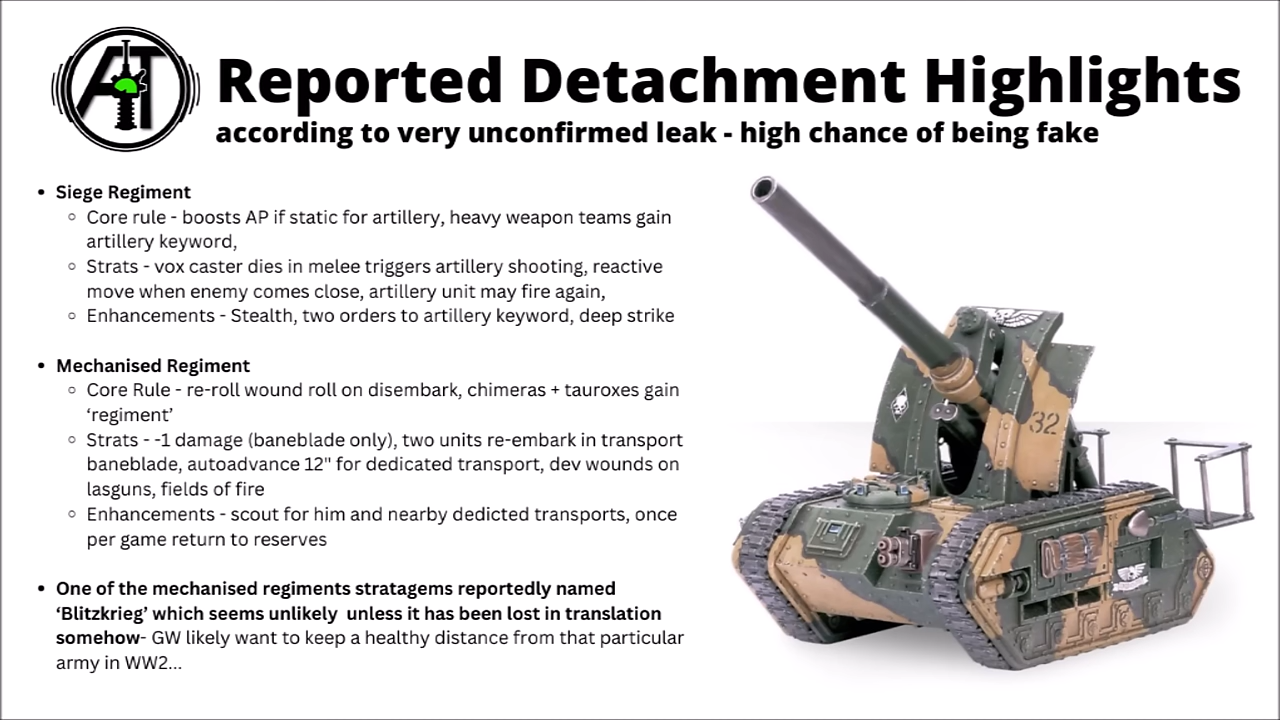 AT
Reported Detachment Highlights
according to very unconfirmed leak - high chance of being fake
• Siege Regiment
◦ Core rule - boosts AP if static for artillery, heavy weapon teams gain
artillery keyword,
◦ Strats - vox caster dies in melee triggers artillery shooting, reactive
move when enemy comes close, artillery unit may fire again,
◦ Enhancements - Stealth, two orders to artillery keyword, deep strike
• Mechanised Regiment
◦ Core Rule - re-roll wound roll on disembark, chimeras + tauroxes gain
‘regiment’
◦ Strats - -1 damage (baneblade only), two units re-embark in transport
baneblade, autoadvance 12" for dedicated transport, dev wounds on
lasguns, fields of fire
◦ Enhancements - scout for him and nearby dedicted transports, once
per game return to reserves
• One of the mechanised regiments stratagems reportedly named
‘Blitzkrieg’ which seems unlikely unless it has been lost in translation
somehow- GW likely want to keep a healthy distance from that particular
army in WW2...
32